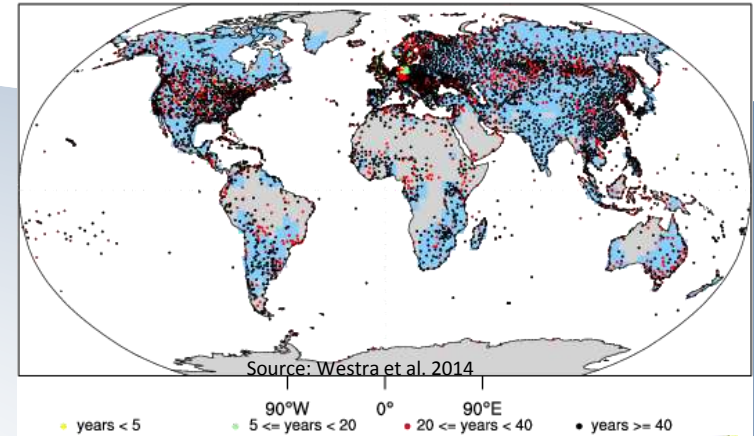 Source: Westra et al. 2014
90°W 0° 90°E
years < 5 5 <= years < 20 20 <= years < 40 years >= 40